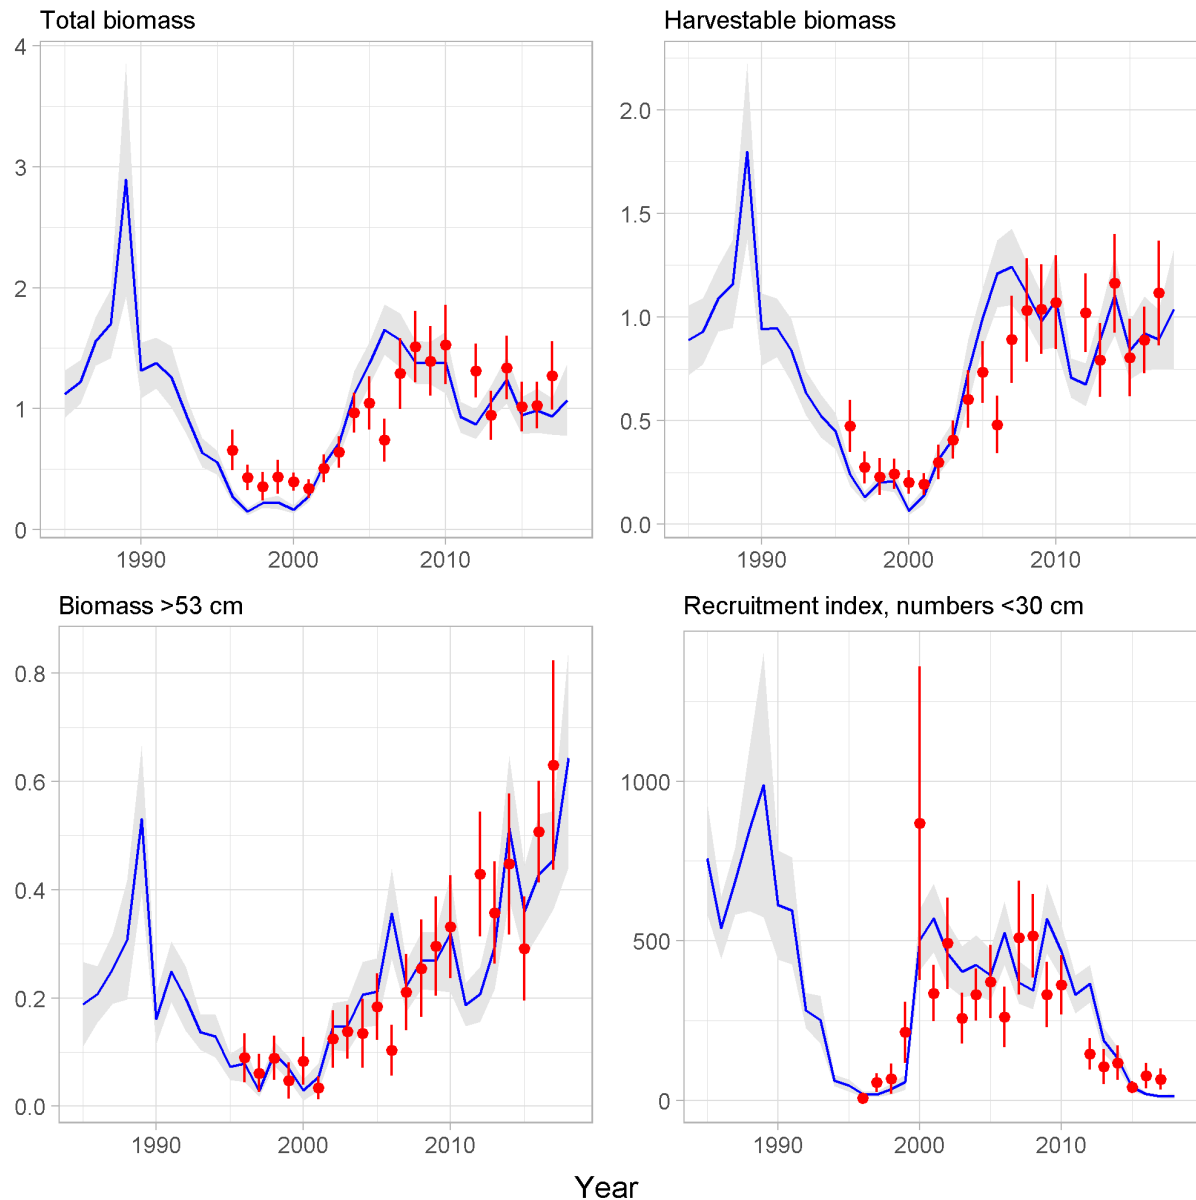 Total biomass
4
3
2
1
0
1990 2000 2010
Harvestable biomass
2.0
1.5
1.0
0.5
0.0
1990 2000 2010
Biomass >53 cm
0.8
0.6
0.4
0.2
0.0
1990 2000 2010
Recruitment index, numbers <30 cm
1000
500
0
1990 2000 2010
Year